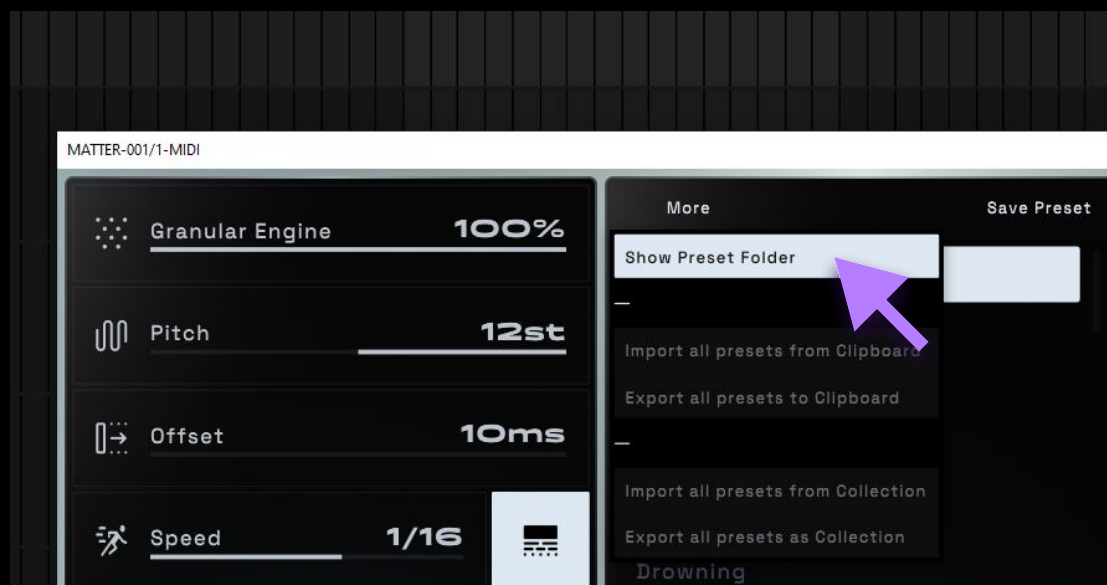 MATTER-001/1-MIDI
Granular Engine 100%
Pitch 12st
Offset 10ms
Speed 1/16
More Save Preset
Show Preset Folder
—
Import all presets from Clipboard
Export all presets to Clipboard
—
Import all presets from Collection
Export all presets as Collection
Drowning